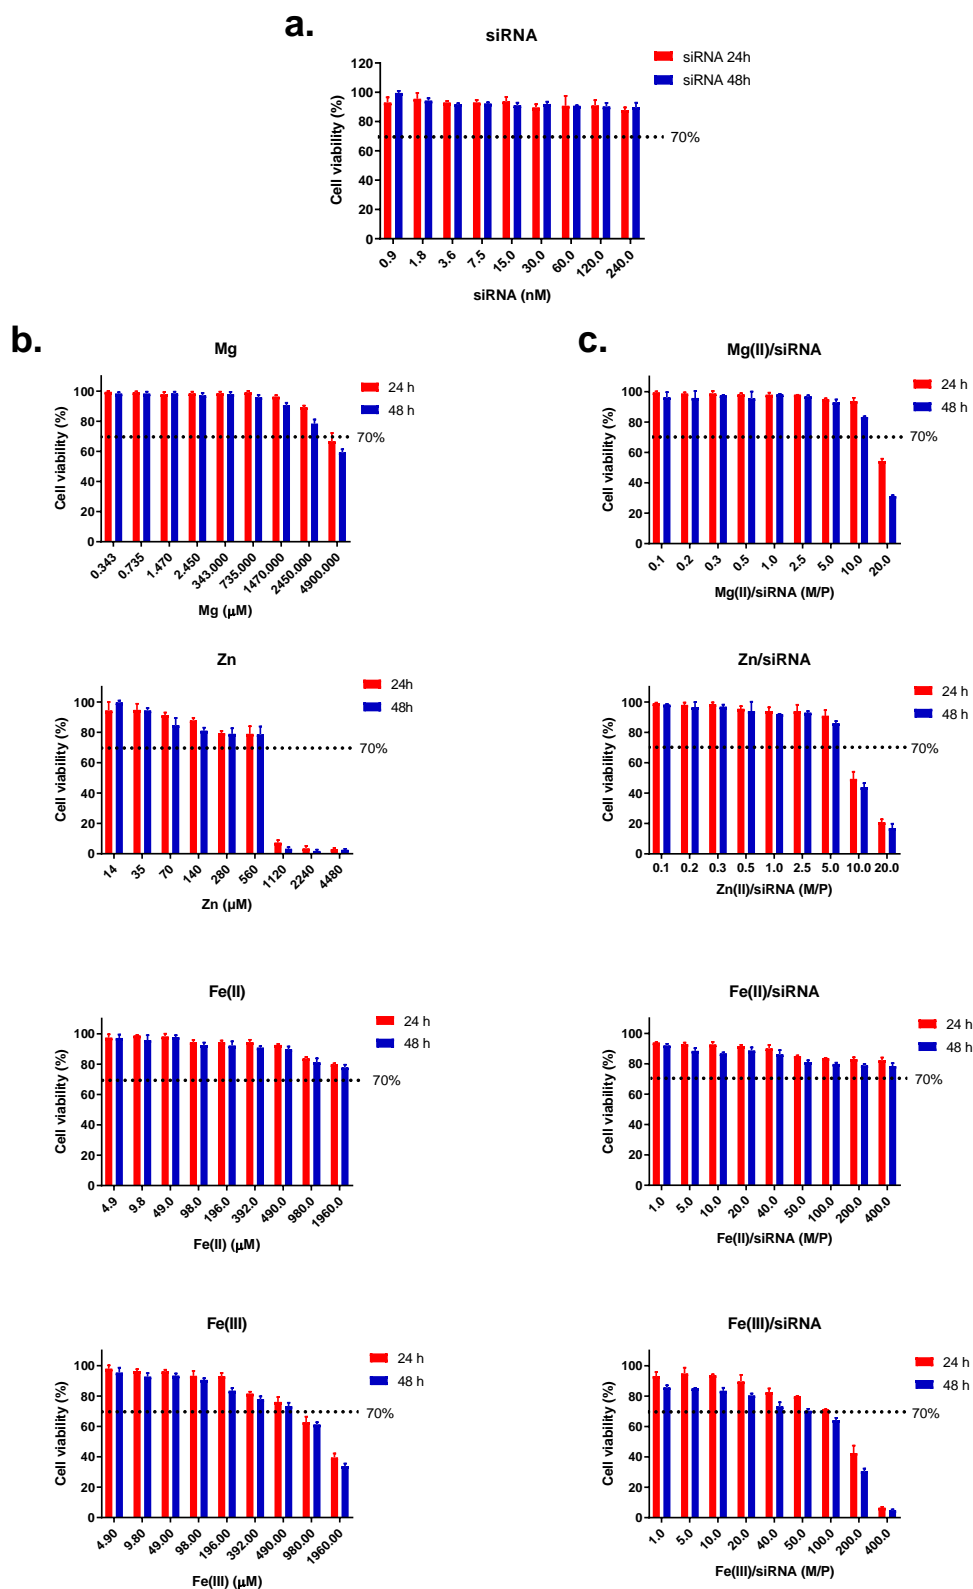 a.
siRNA
siRNA 24h
siRNA 48h
120
100
80
60
40
20
0
Cell viability (%)
70%
0.9 1.8 3.6 7.5 15.0 30.0 60.0 120.0 240.0
siRNA (nM)
b.
Mg
24 h
48 h
100
80
60
40
20
0
Cell viability (%)
70%
0.343 0.735 1.470 2.450 343.000 735.000 1470.000 2450.000 4900.000
Mg (µM)
c.
Mg(II)/siRNA
24 h
48 h
100
80
60
40
20
0
Cell viability (%)
70%
0.1 0.2 0.3 0.5 1.0 2.5 5.0 10.0 20.0
Mg(II)/siRNA (M/P)
Zn
24h
48h
100
80
60
40
20
0
Cell viability (%)
70%
14 35 70 140 280 560 1120 2240 4480
Zn (µM)
Zn/siRNA
24 h
48 h
100
80
60
40
20
0
Cell viability (%)
70%
0.1 0.2 0.3 0.5 1.0 2.5 5.0 10.0 20.0
Zn(II)/siRNA (M/P)
Fe(II)
24 h
48 h
100
80
60
40
20
0
Cell viability (%)
70%
4.9 9.8 49.0 98.0 196.0 392.0 490.0 980.0 1960.0
Fe(II) (µM)
Fe(II)/siRNA
24 h
48 h
100
80
60
40
20
0
Cell viability (%)
70%
1.0 5.0 10.0 20.0 40.0 50.0 100.0 200.0 400.0
Fe(II)/siRNA (M/P)
Fe(III)
24 h
48 h
100
80
60
40
20
0
Cell viability (%)
70%
4.90 9.80 49.00 98.00 196.00 392.00 490.00 980.00 1960.00
Fe(III) (µM)
Fe(III)/siRNA
24 h
48 h
100
80
60
40
20
0
Cell viability (%)
70%
1.0 5.0 10.0 20.0 40.0 50.0 100.0 200.0 400.0
Fe(III)/siRNA (M/P)